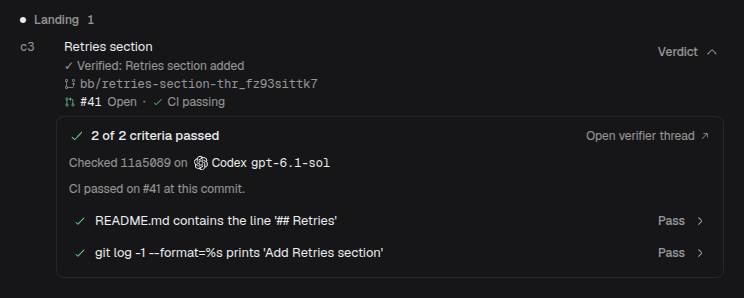 Landing 1
c3 Retries section
Verdict
✓ Verified: Retries section added
bb/retries-section-thr_fz93sittk7
#41 Open · ✓ CI passing
✓ 2 of 2 criteria passed
Open verifier thread ↗
Checked 11a5089 on Codex gpt-6.1-sol
CI passed on #41 at this commit.
✓ README.md contains the line '## Retries' Pass
✓ git log -1 --format=%s prints 'Add Retries section' Pass